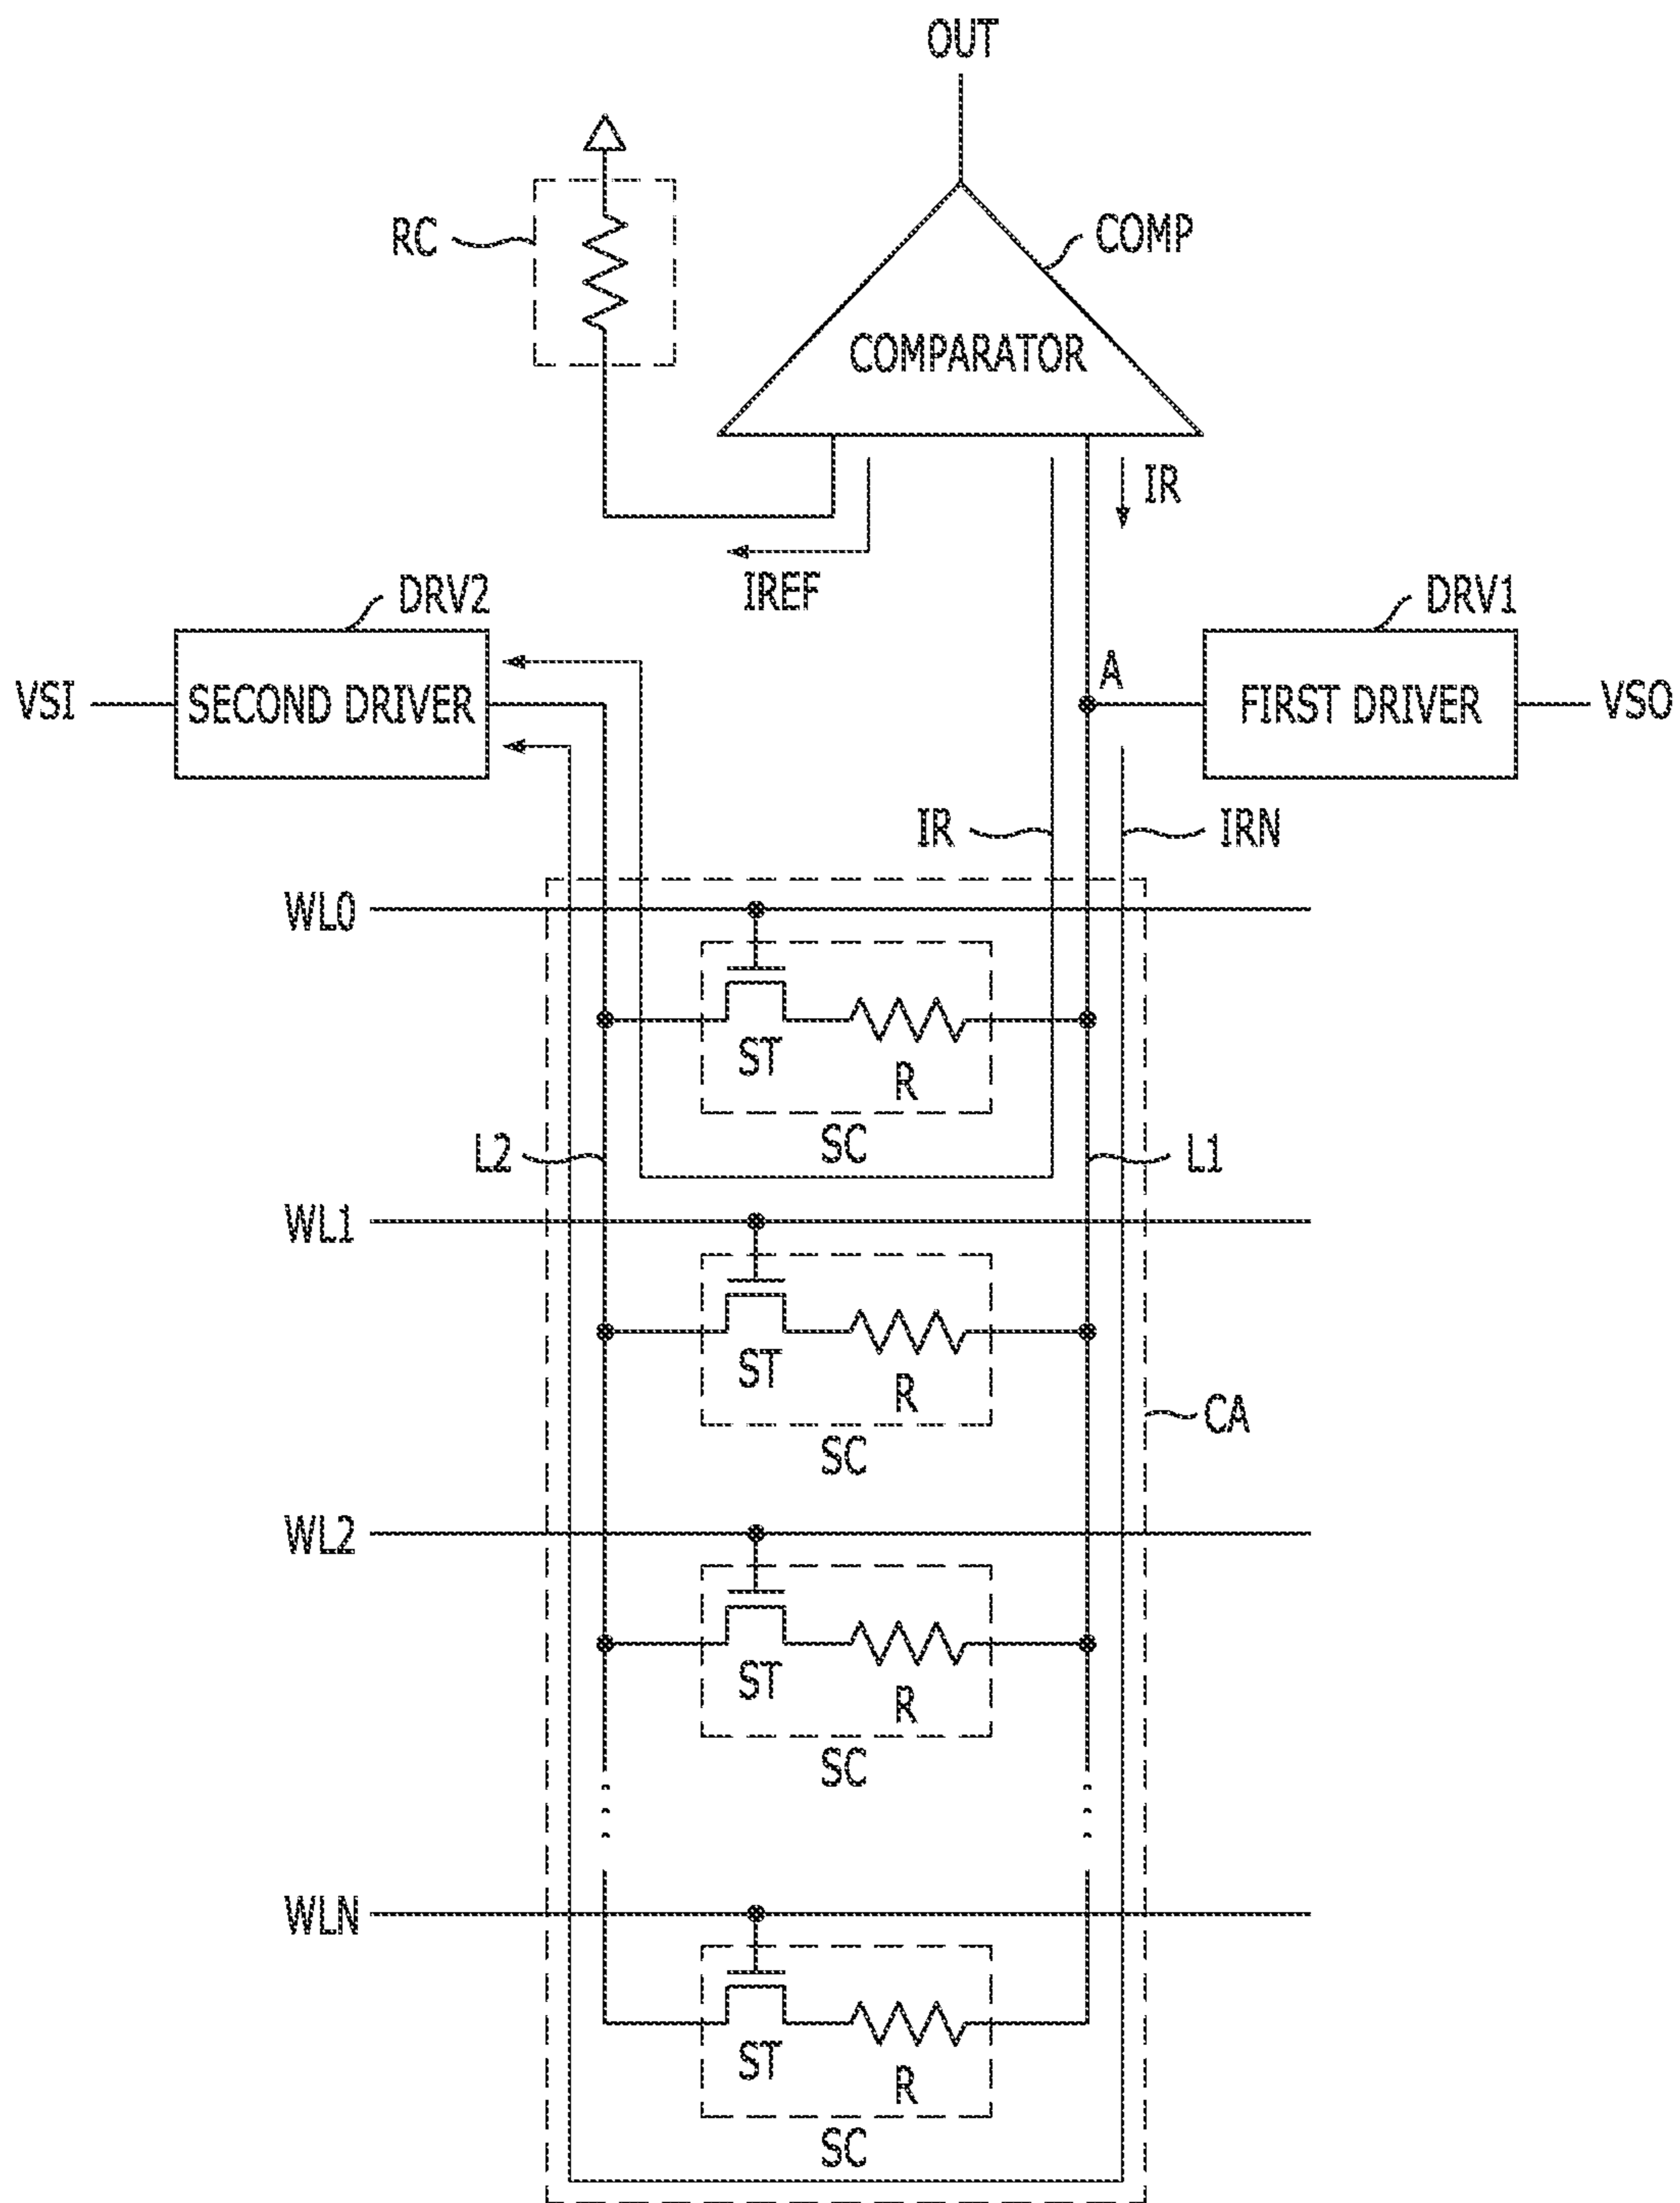 OUT
RC
COMP
COMPARATOR
IR
IREF
DRV2
DRV1
VSI
SECOND DRIVER
A
FIRST DRIVER
VSO
IR
IRN
WL0
ST
R
SC
L2
L1
WL1
ST
R
SC
CA
WL2
ST
R
SC
WLN
ST
R
SC